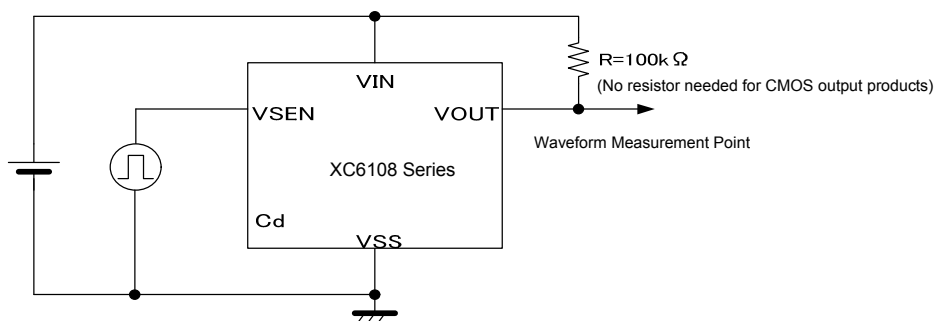 R=100kΩ
(No resistor needed for CMOS output products)
VIN
VSEN
VOUT
Waveform Measurement Point
XC6108 Series
Cd
VSS